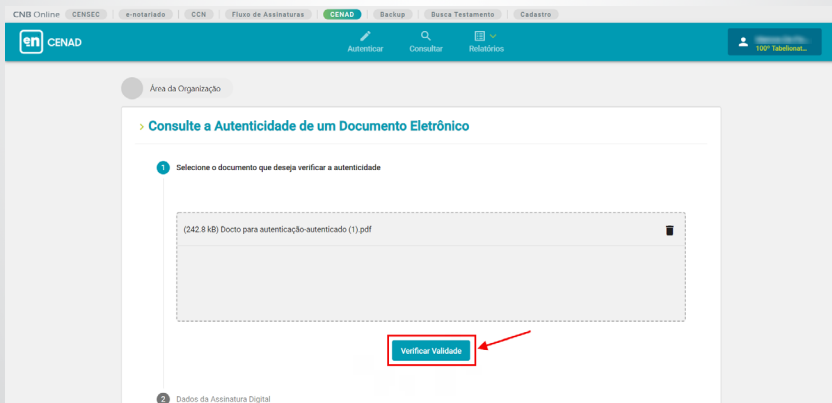 CNB Online CENSEC e-notariado CCN Fluxo de Assinaturas CENAD Backup Busca Testamento Cadastro
en CENAD
Autenticar Consultar Relatórios
100º Tabelionat...
Área da Organização
> Consulte a Autenticidade de um Documento Eletrônico
1 Selecione o documento que deseja verificar a autenticidade
(242.8 kB) Docto para autenticação-autenticado (1).pdf
Verificar Validade
2 Dados da Assinatura Digital